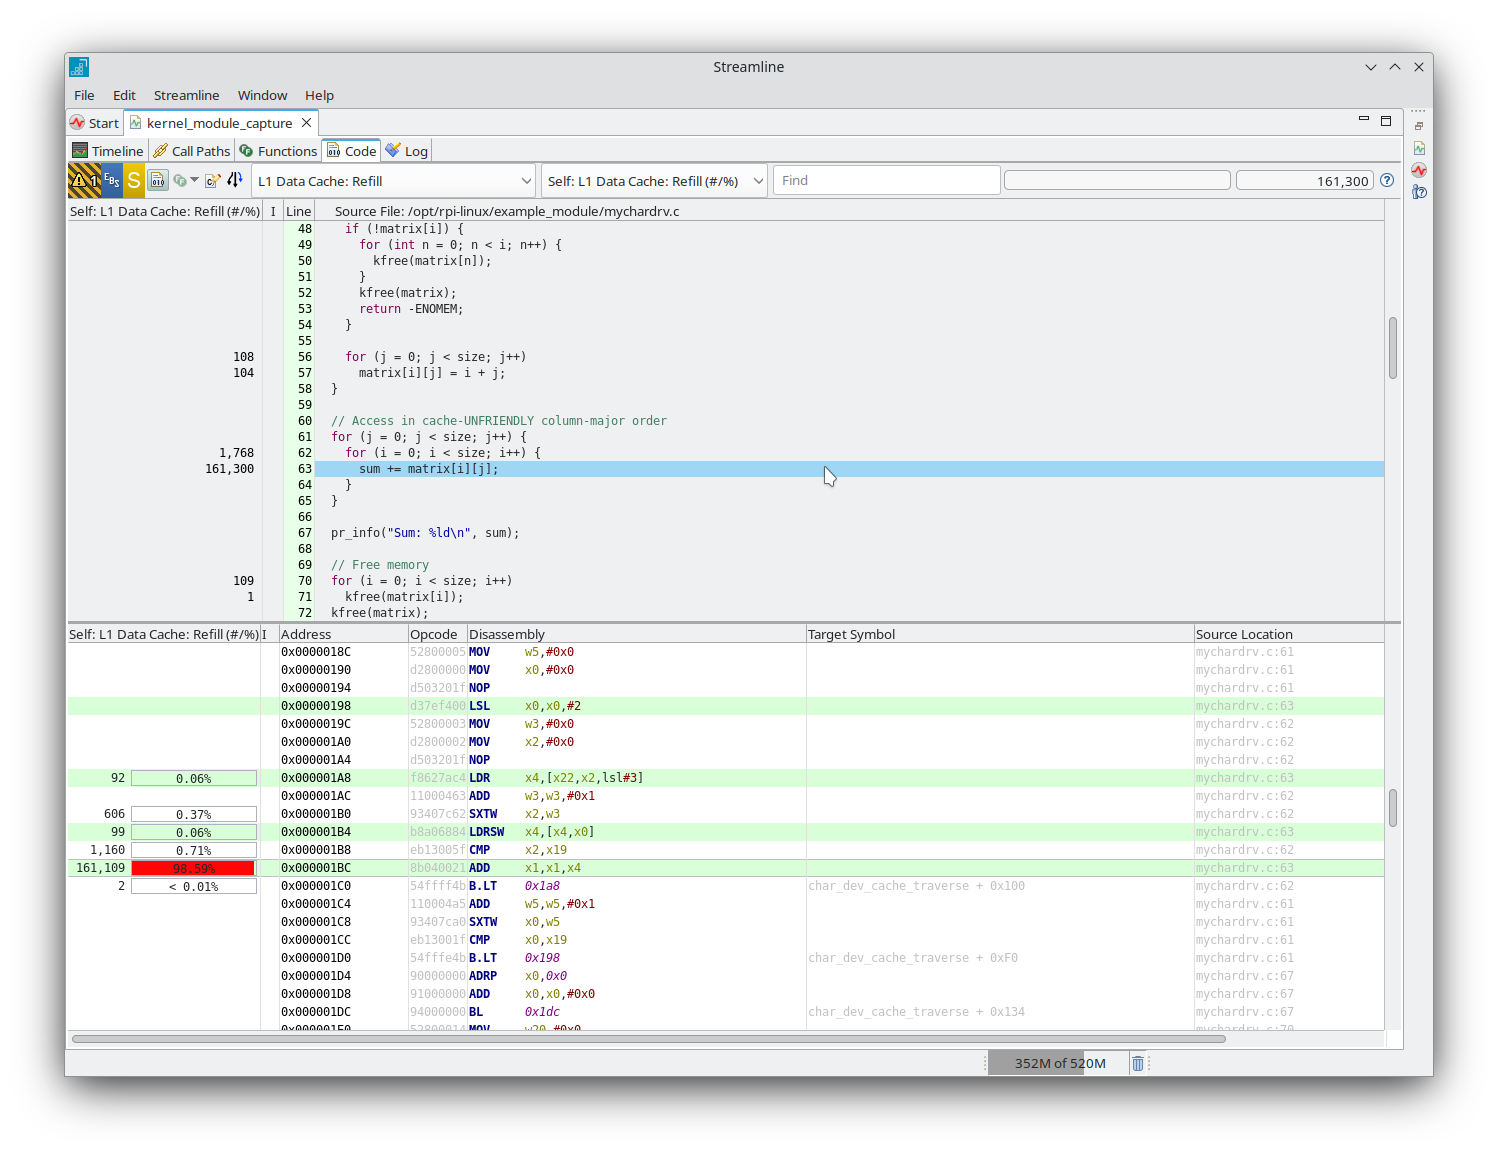 Streamline
File Edit Streamline Window Help
Start kernel_module_capture
Timeline Call Paths Functions Code Log
1 EBS S L1 Data Cache: Refill Self: L1 Data Cache: Refill (#/%) Find 161,300
Self: L1 Data Cache: Refill (#/%) I Line Source File: /opt/rpi-linux/example_module/mychardrv.c
48 if (!matrix[i]) {
49 for (int n = 0; n < i; n++) {
50 kfree(matrix[n]);
51 }
52 kfree(matrix);
53 return -ENOMEM;
54 }
55
108 56 for (j = 0; j < size; j++)
104 57 matrix[i][j] = i + j;
58 }
59
60 // Access in cache-UNFRIENDLY column-major order
61 for (j = 0; j < size; j++) {
1,768 62 for (i = 0; i < size; i++) {
161,300 63 sum += matrix[i][j];
64 }
65 }
66
67 pr_info("Sum: %ld\n", sum);
68
69 // Free memory
109 70 for (i = 0; i < size; i++)
1 71 kfree(matrix[i]);
72 kfree(matrix);
Self: L1 Data Cache: Refill (#/%) I Address Opcode Disassembly Target Symbol Source Location
0x0000018C 52800005 MOV w5,#0x0 mychardrv.c:61
0x00000190 d2800000 MOV x0,#0x0 mychardrv.c:61
0x00000194 d503201f NOP mychardrv.c:61
0x00000198 d37ef400 LSL x0,x0,#2 mychardrv.c:63
0x0000019C 52800003 MOV w3,#0x0 mychardrv.c:62
0x000001A0 d2800002 MOV x2,#0x0 mychardrv.c:62
0x000001A4 d503201f NOP mychardrv.c:62
92 0.06% 0x000001A8 f8627ac4 LDR x4,[x22,x2,lsl#3] mychardrv.c:63
0x000001AC 11000463 ADD w3,w3,#0x1 mychardrv.c:62
606 0.37% 0x000001B0 93407c62 SXTW x2,w3 mychardrv.c:62
99 0.06% 0x000001B4 b8a06884 LDRSW x4,[x4,x0] mychardrv.c:63
1,160 0.71% 0x000001B8 eb13005f CMP x2,x19 mychardrv.c:62
161,109 98.59% 0x000001BC 8b040021 ADD x1,x1,x4 mychardrv.c:63
2 < 0.01% 0x000001C0 54ffff4b B.LT 0x1a8 char_dev_cache_traverse + 0x100 mychardrv.c:62
0x000001C4 110004a5 ADD w5,w5,#0x1 mychardrv.c:61
0x000001C8 93407ca0 SXTW x0,w5 mychardrv.c:61
0x000001CC eb13001f CMP x0,x19 mychardrv.c:61
0x000001D0 54fffe4b B.LT 0x198 char_dev_cache_traverse + 0xF0 mychardrv.c:61
0x000001D4 90000000 ADRP x0,0x0 mychardrv.c:67
0x000001D8 91000000 ADD x0,x0,#0x0 mychardrv.c:67
0x000001DC 94000000 BL 0x1dc char_dev_cache_traverse + 0x134 mychardrv.c:67
0x000001E0 52800014 MOV w20,#0x0 mychardrv.c:70
352M of 520M